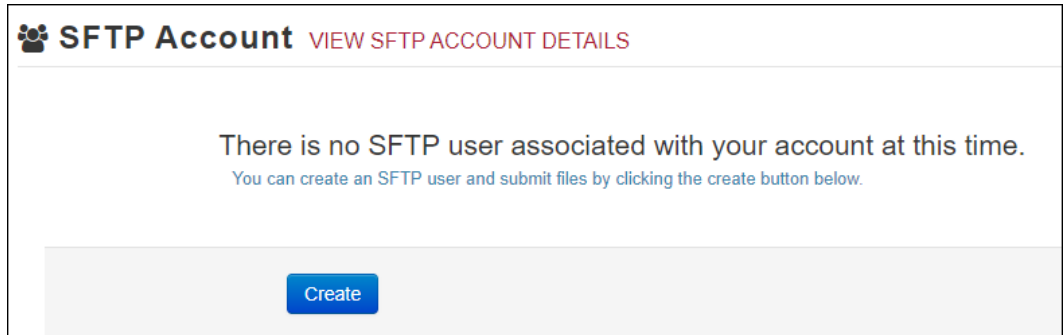 SFTP Account VIEW SFTP ACCOUNT DETAILS
There is no SFTP user associated with your account at this time.
You can create an SFTP user and submit files by clicking the create button below.
Create